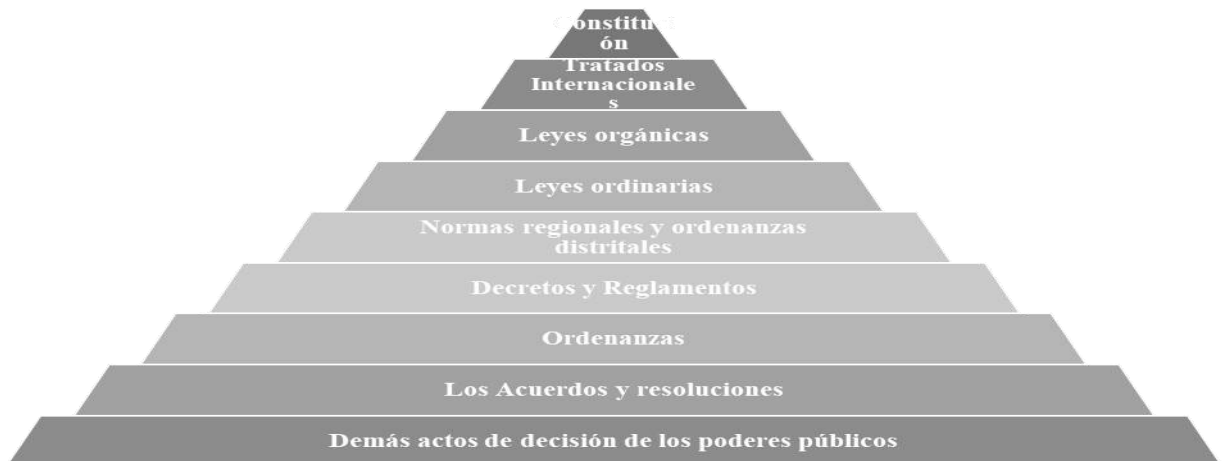 Constituci
ón
Tratados
Internacionale
s
Leyes orgánicas
Leyes ordinarias
Normas regionales y ordenanzas
distritales
Decretos y Reglamentos
Ordenanzas
Los Acuerdos y resoluciones
Demás actos de decisión de los poderes públicos